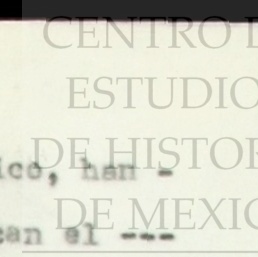 CENTRO D
ESTUDIO
DE HISTOR
ico, han -
DE MEXIC
can el ---